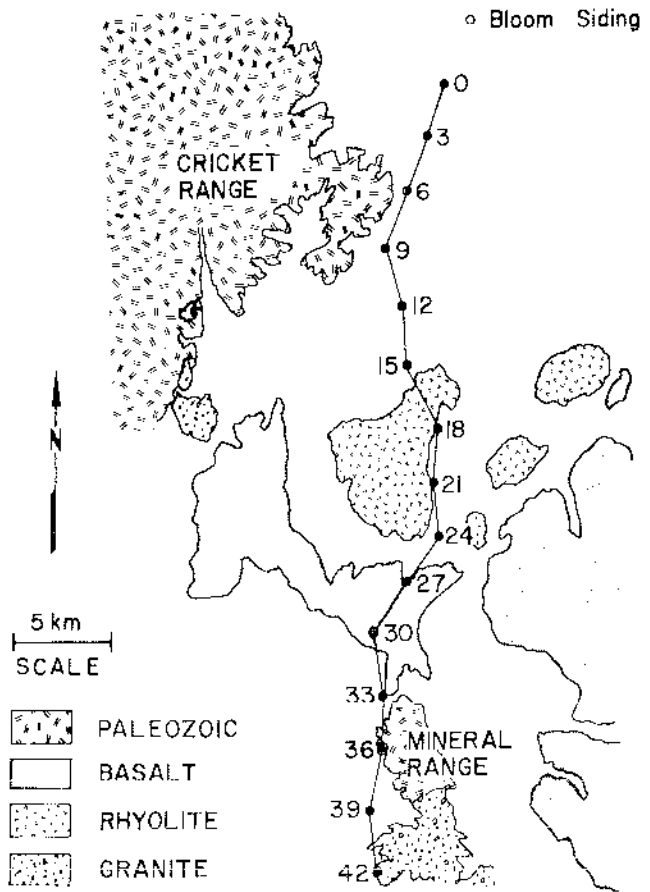 Bloom Siding
0
3
CRICKET
RANGE
6
9
12
15
N
18
21
24
27
5 km
30
SCALE
33
PALEOZOIC
36
MINERAL
RANGE
BASALT
39
RHYOLITE
42
GRANITE